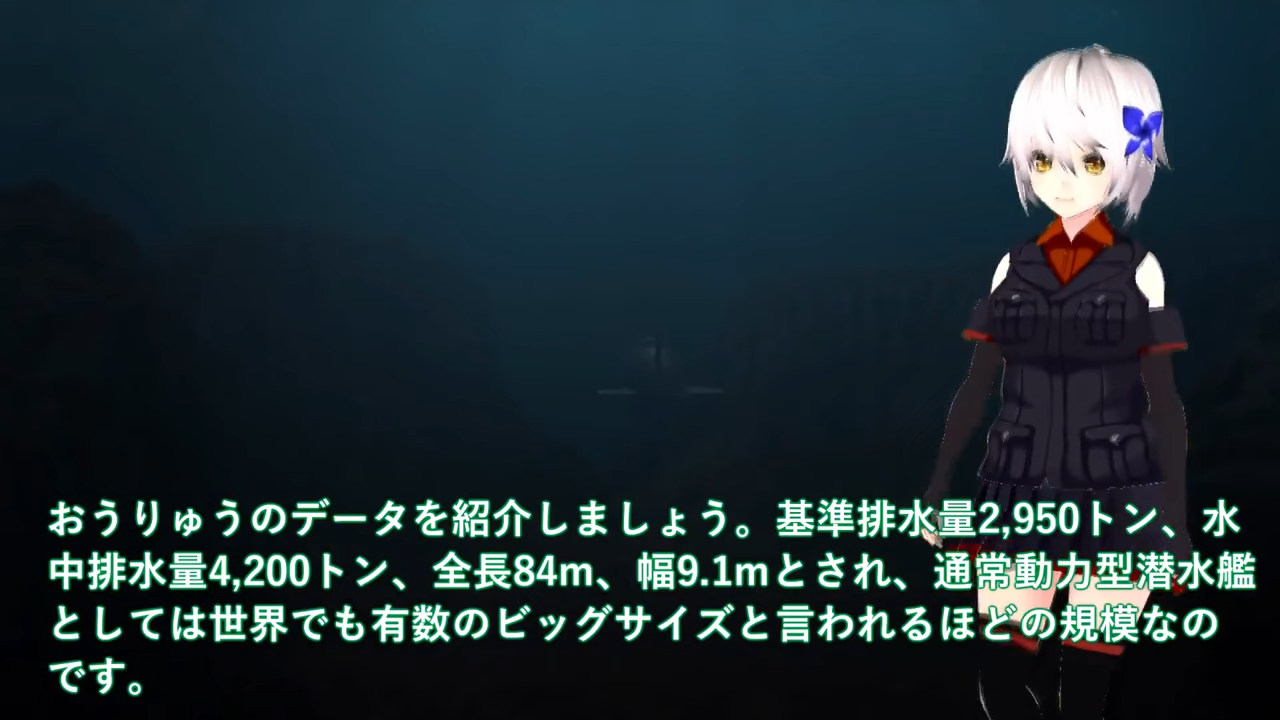 おうりゅうのデータを紹介しましょう。基準排水量2,950トン、水
中排水量4,200トン、全長84m、幅9.1mとされ、通常動力型潜水艦
としては世界でも有数のビッグサイズと言われるほどの規模なの
です。